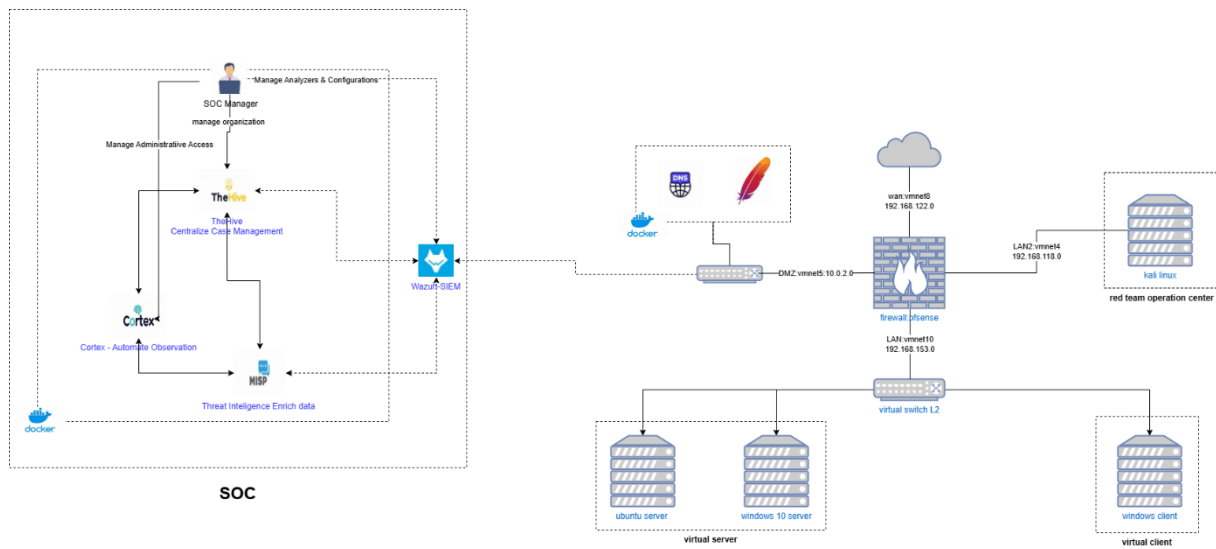 Manage Analyzers & Configurations
SOC Manager
manage organization
Manage Administratiive Access
TheHive
TheHive
Centralize Case Management
Cortex
Cortex - Automate Observation
MISP
Threat Inteligence Enrich data
docker
SOC
Wazuh-SIEM
DNS
docker
DMZ:vmnet5:10.0.2.0
wan:vmnet8
192.168.122.0
firewall:pfsense
LAN2:vmnet4
192.168.118.0
kali linux
red team operation center
LAN:vmnet10
192.168.153.0
virtual switch L2
ubuntu server
windows 10 server
virtual server
windows client
virtual client